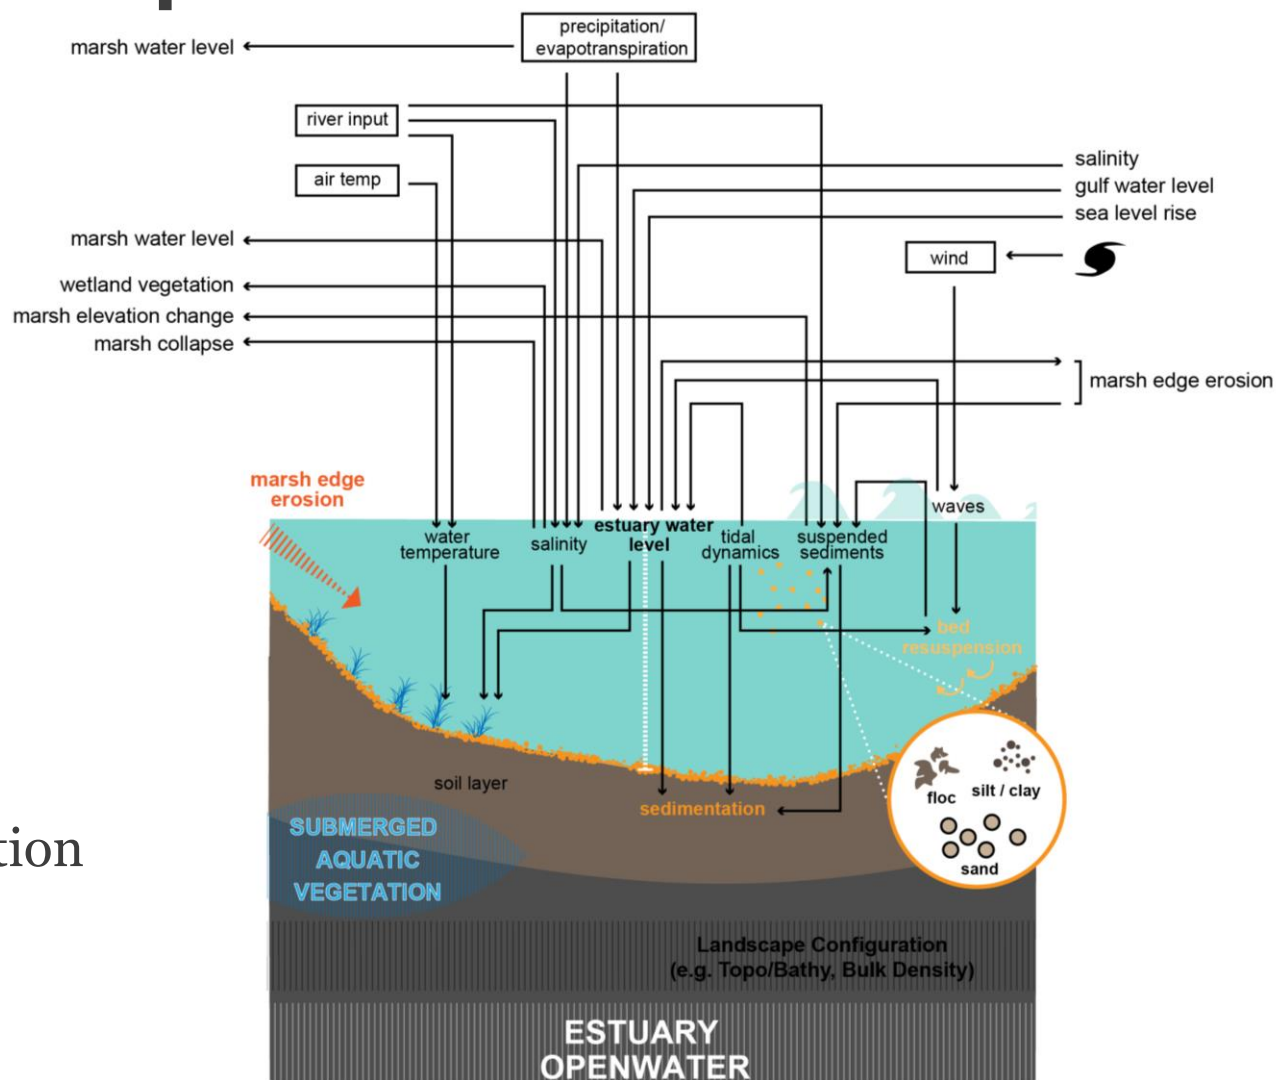 precipitation/
evapotranspiration
marsh water level
river input
air temp
salinity
gulf water level
sea level rise
marsh water level
wind
wetland vegetation
marsh elevation change
marsh collapse
marsh edge erosion
marsh edge
erosion
waves
water
temperature
salinity
estuary water
level
tidal
dynamics
suspended
sediments
bed
resuspension
soil layer
sedimentation
floc
silt / clay
sand
SUBMERGED
AQUATIC
VEGETATION
tion
Landscape Configuration
(e.g. Topo/Bathy, Bulk Density)
ESTUARY
OPENWATER